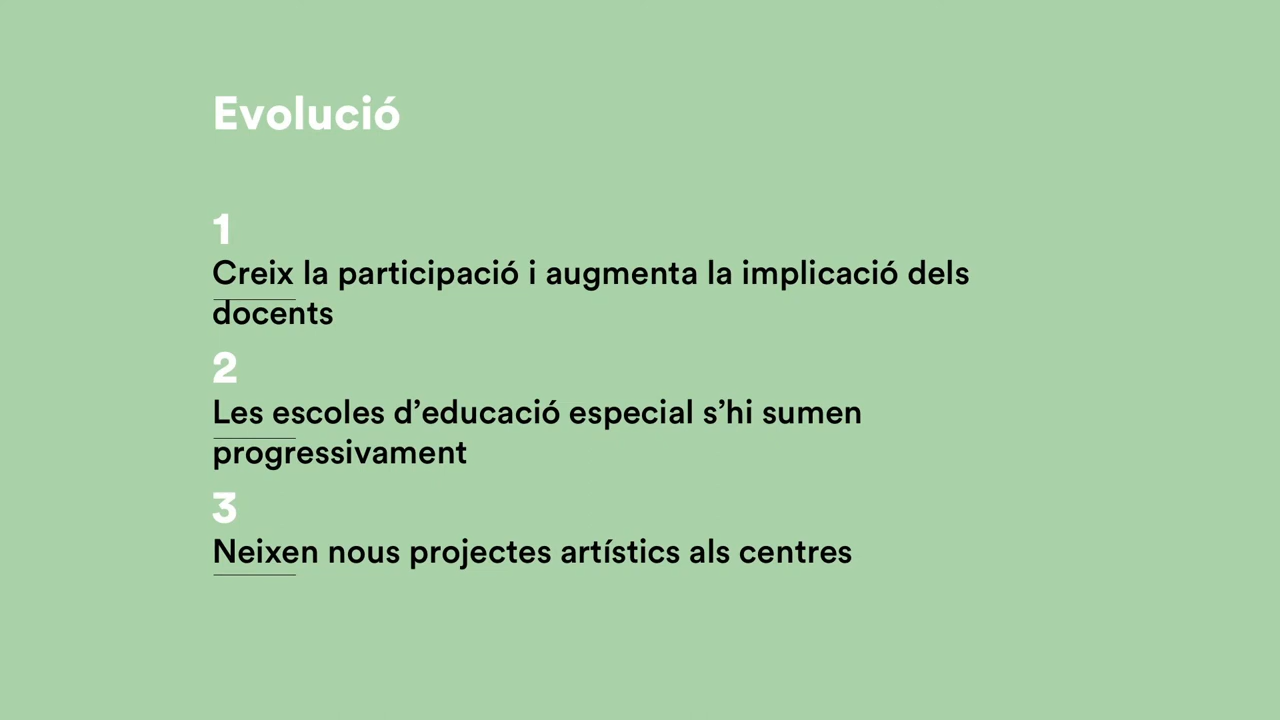 Evolució
1
Creix la participació i augmenta la implicació dels
docents
2
Les escoles d’educació especial s’hi sumen
progressivament
3
Neixen nous projectes artístics als centres